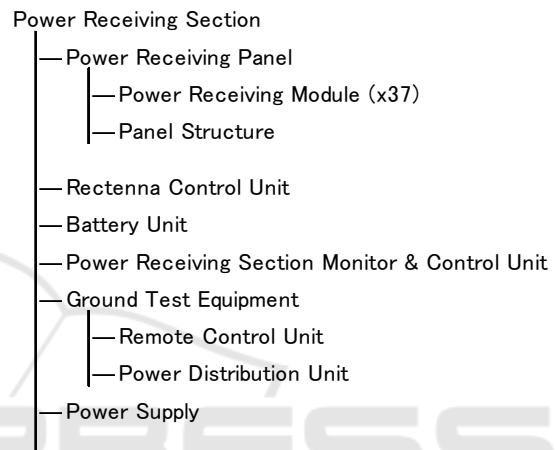 Power Receiving Section
Power Receiving Panel
Power Receiving Module (x37)
Panel Structure
Rectenna Control Unit
Battery Unit
Power Receiving Section Monitor & Control Unit
Ground Test Equipment
Remote Control Unit
Power Distribution Unit
Power Supply